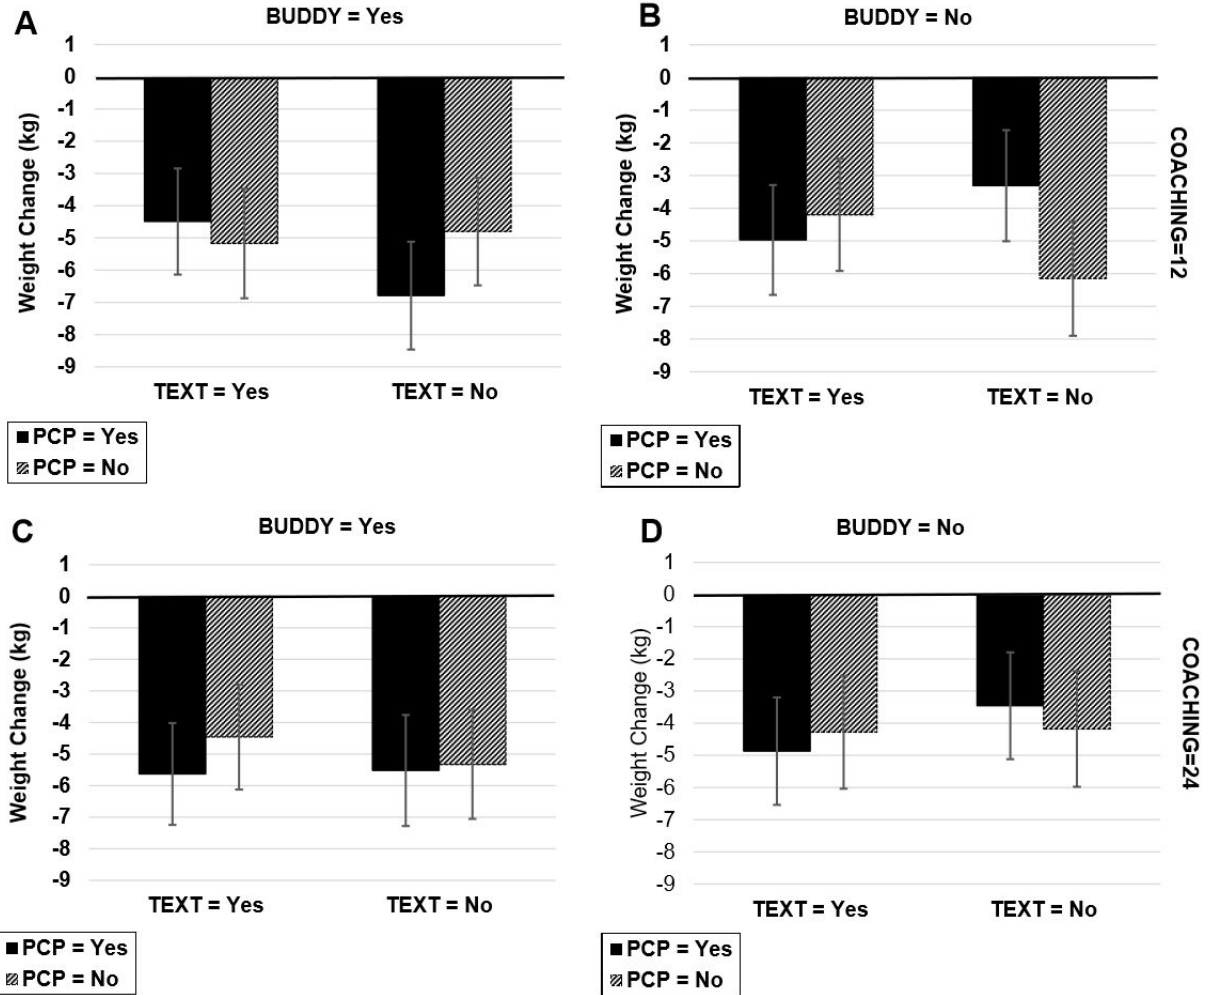 A
BUDDY = Yes
1
0
-1
-2
-3
-4
-5
-6
-7
-8
-9
Weight Change (kg)
TEXT = Yes
TEXT = No
PCP = Yes
PCP = No
B
BUDDY = No
1
0
-1
-2
-3
-4
-5
-6
-7
-8
-9
Weight Change (kg)
TEXT = Yes
TEXT = No
COACHING=12
PCP = Yes
PCP = No
C
BUDDY = Yes
1
0
-1
-2
-3
-4
-5
-6
-7
-8
-9
Weight Change (kg)
TEXT = Yes
TEXT = No
PCP = Yes
PCP = No
D
BUDDY = No
1
0
-1
-2
-3
-4
-5
-6
-7
-8
-9
Weight Change (kg)
TEXT = Yes
TEXT = No
COACHING=24
PCP = Yes
PCP = No